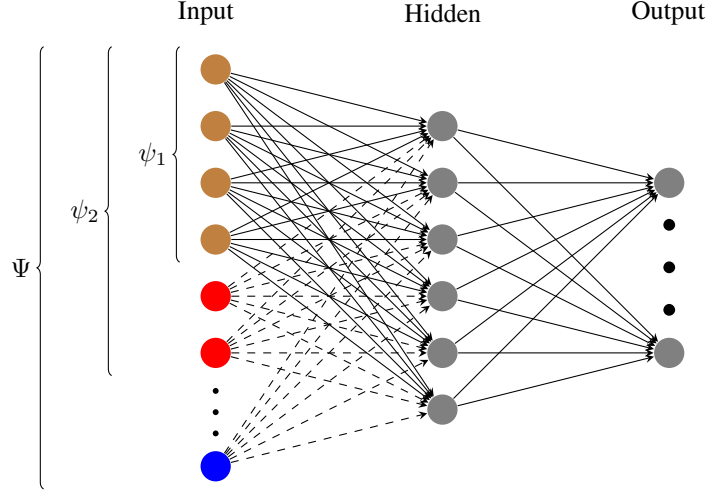 Input
Hidden
Output
ψ₁
ψ₂
Ψ